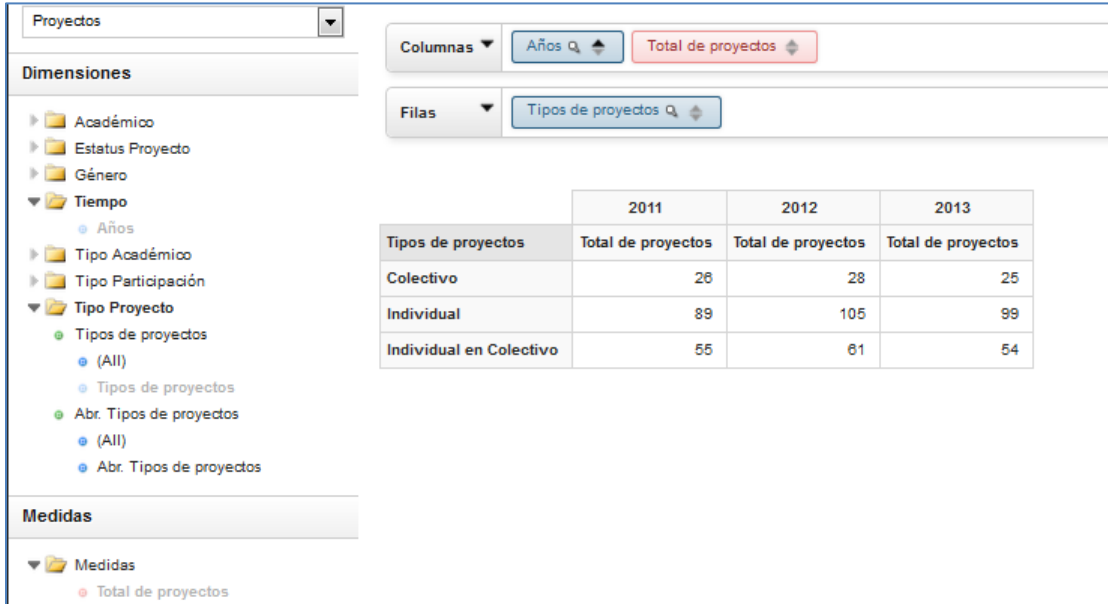 Proyectos
Dimensiones
Académico
Estatus Proyecto
Género
Tiempo
Años
Tipo Académico
Tipo Participación
Tipo Proyecto
Tipos de proyectos
(All)
Tipos de proyectos
Abr. Tipos de proyectos
(All)
Abr. Tipos de proyectos
Medidas
Medidas
Total de proyectos
Columnas Años Total de proyectos
Filas Tipos de proyectos
2011 2012 2013
Tipos de proyectos Total de proyectos Total de proyectos Total de proyectos
Colectivo 26 28 25
Individual 89 105 99
Individual en Colectivo 55 61 54